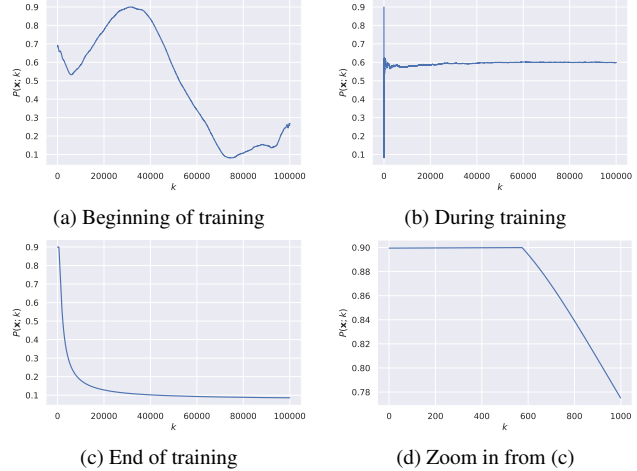 0.9
0.8
0.7
0.6
0.5
0.4
0.3
0.2
0.1
P(x; k)
0 20000 40000 60000 80000 100000
k
(a) Beginning of training
0.9
0.8
0.7
0.6
0.5
0.4
0.3
0.2
0.1
P(x; k)
0 20000 40000 60000 80000 100000
k
(b) During training
0.9
0.8
0.7
0.6
0.5
0.4
0.3
0.2
0.1
P(x; k)
0 20000 40000 60000 80000 100000
k
(c) End of training
0.90
0.88
0.86
0.84
0.82
0.80
0.78
P(x; k)
0 200 400 600 800 1000
k
(d) Zoom in from (c)